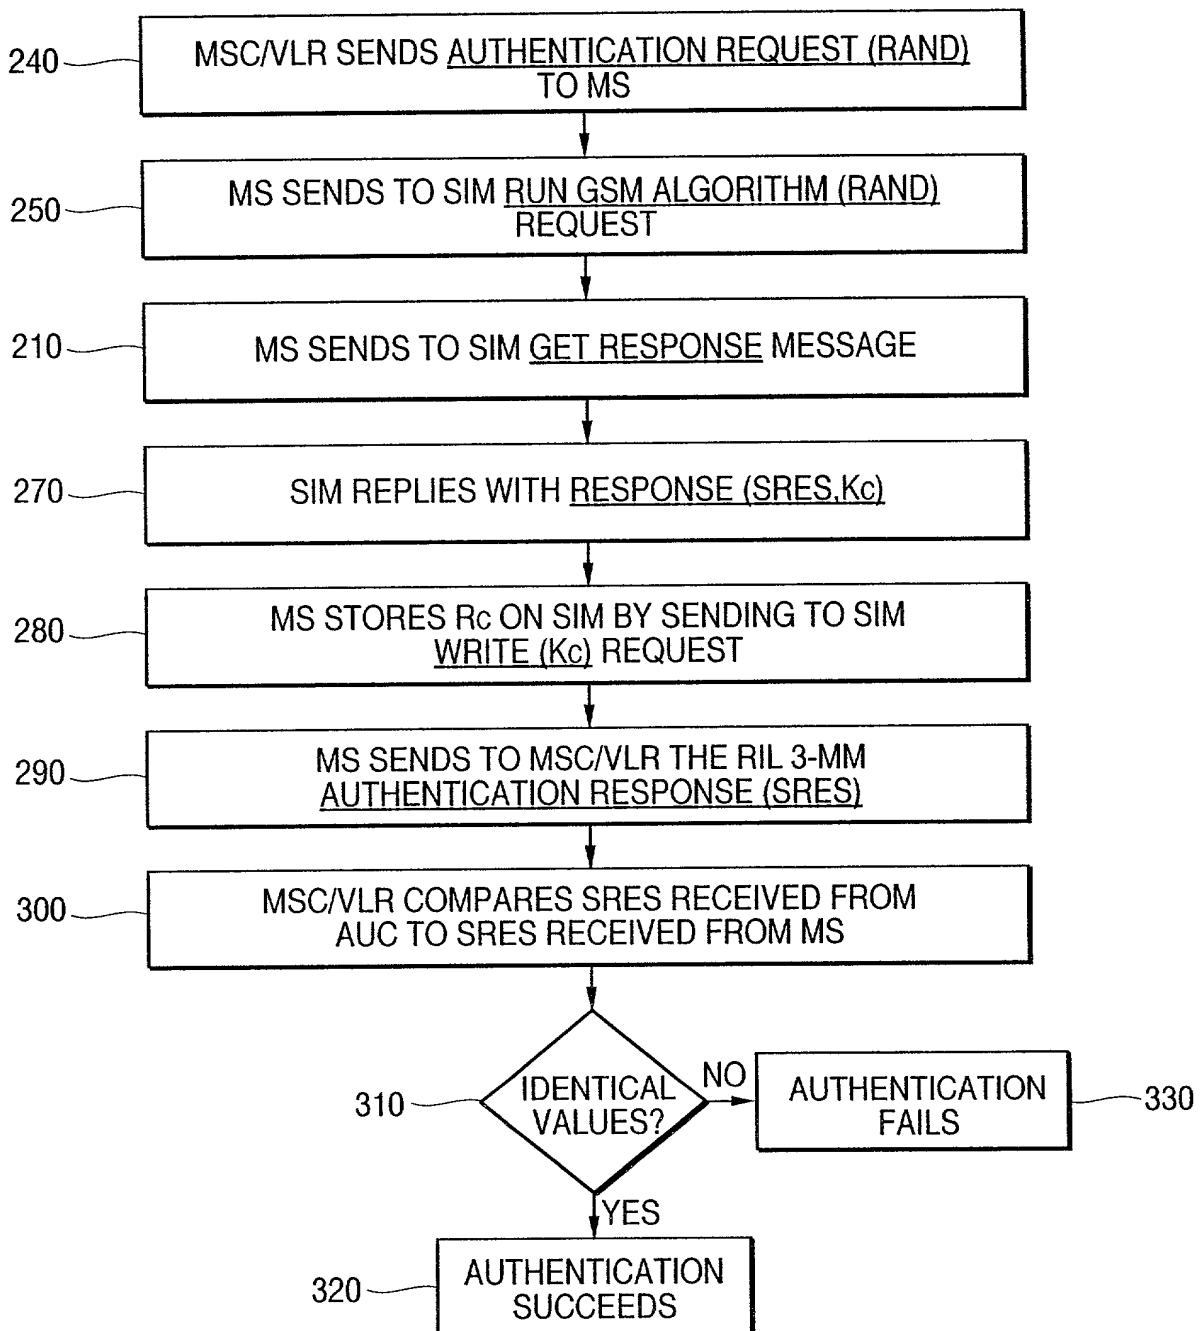 240
MSC/VLR SENDS AUTHENTICATION REQUEST (RAND)
TO MS
250
MS SENDS TO SIM RUN GSM ALGORITHM (RAND)
REQUEST
210
MS SENDS TO SIM GET RESPONSE MESSAGE
270
SIM REPLIES WITH RESPONSE (SRES,Kc)
280
MS STORES Rc ON SIM BY SENDING TO SIM
WRITE (Kc) REQUEST
290
MS SENDS TO MSC/VLR THE RIL 3-MM
AUTHENTICATION RESPONSE (SRES)
300
MSC/VLR COMPARES SRES RECEIVED FROM
AUC TO SRES RECEIVED FROM MS
310
IDENTICAL
VALUES?
NO
AUTHENTICATION
FAILS
330
YES
320
AUTHENTICATION
SUCCEEDS